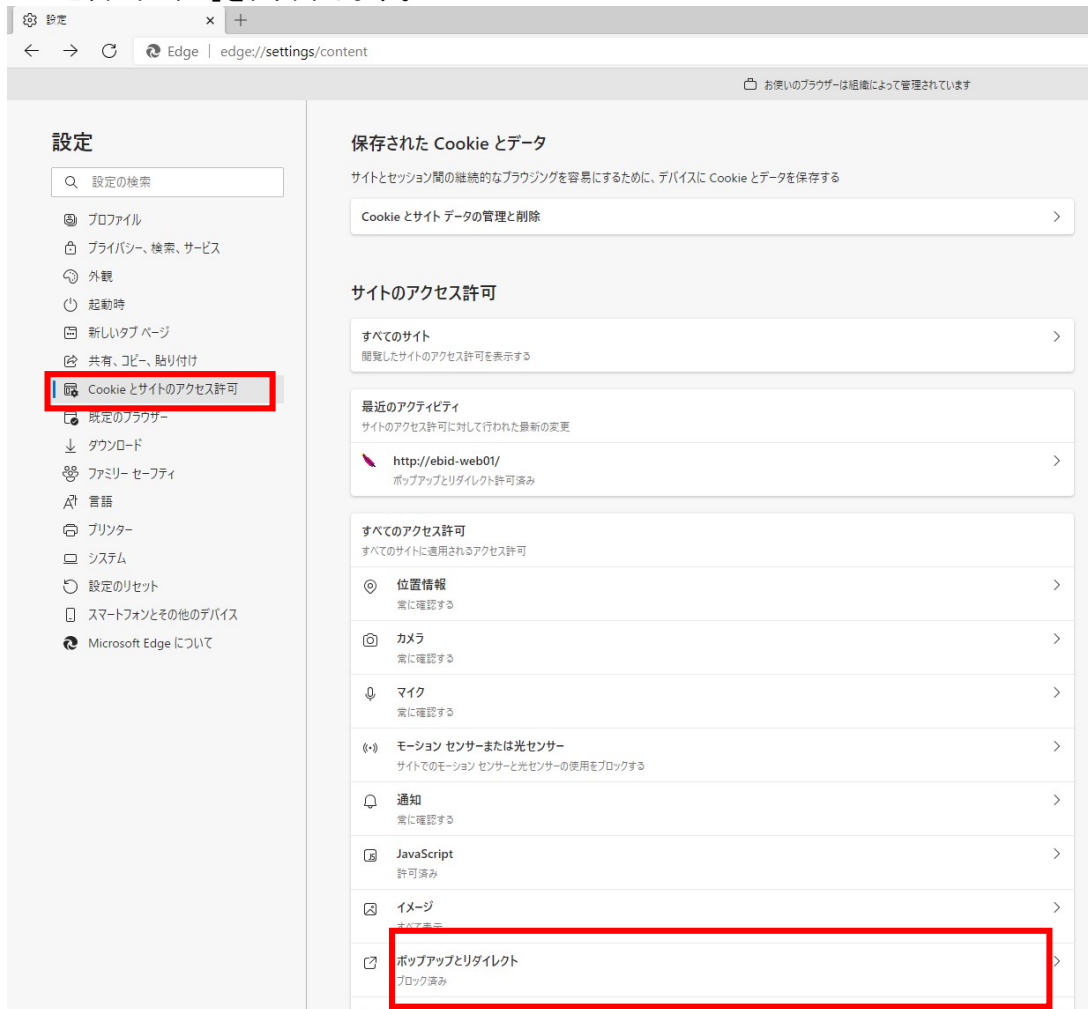 設定
Edge | edge://settings/content
お使いのブラウザーは組織によって管理されています
設定
設定の検索
プロファイル
プライバシー、検索、サービス
外観
起動時
新しいタブ ページ
共有、コピー、貼り付け
Cookie とサイトのアクセス許可
既定のブラウザー
ダウンロード
ファミリー セーフティ
言語
プリンター
システム
設定のリセット
スマートフォンとその他のデバイス
Microsoft Edge について
保存された Cookie とデータ
サイトとセッション間の継続的なブラウジングを容易にするために、デバイスに Cookie とデータを保存する
Cookie とサイト データの管理と削除
サイトのアクセス許可
すべてのサイト
閲覧したサイトのアクセス許可を表示する
最近のアクティビティ
サイトのアクセス許可に対して行われた最新の変更
http://ebid-web01/
ポップアップとリダイレクト許可済み
すべてのアクセス許可
すべてのサイトに適用されるアクセス許可
位置情報
常に確認する
カメラ
常に確認する
マイク
常に確認する
モーション センサーまたは光センサー
サイトでのモーション センサーと光センサーの使用をブロックする
通知
常に確認する
JavaScript
許可済み
イメージ
すべて表示
ポップアップとリダイレクト
ブロック済み